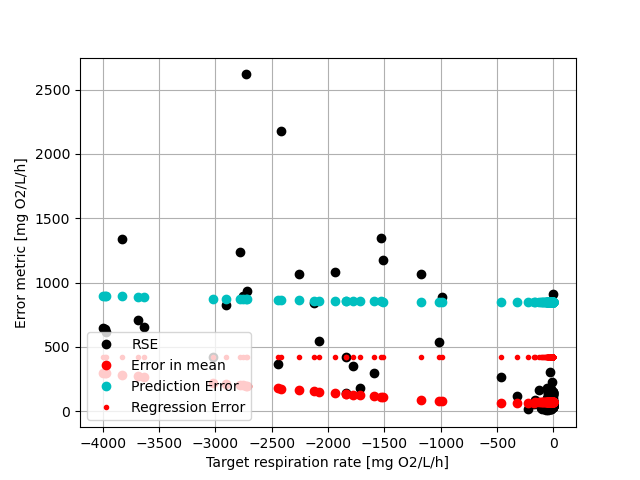 Error metric [mg O2/L/h]
2500
2000
1500
1000
500
0
RSE
Error in mean
Prediction Error
Regression Error
−4000 −3500 −3000 −2500 −2000 −1500 −1000 −500 0
Target respiration rate [mg O2/L/h]